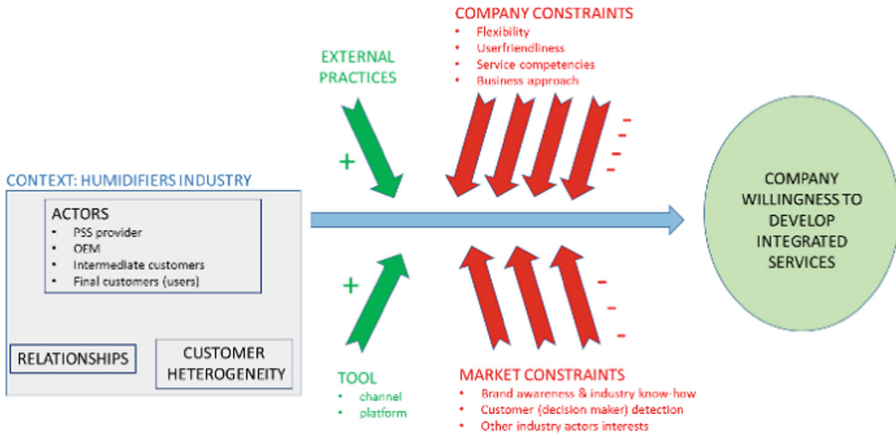 COMPANY CONSTRAINTS
• Flexibility
• Userfriendliness
• Service competencies
• Business approach
EXTERNAL
PRACTICES
+
- - - -
CONTEXT: HUMIDIFIERS INDUSTRY
ACTORS
• PSS provider
• OEM
• Intermediate customers
• Final customers (users)
RELATIONSHIPS
CUSTOMER
HETEROGENEITY
COMPANY
WILLINGNESS TO
DEVELOP
INTEGRATED
SERVICES
+
- - -
TOOL
• channel
• platform
MARKET CONSTRAINTS
• Brand awareness & industry know-how
• Customer (decision maker) detection
• Other industry actors interests